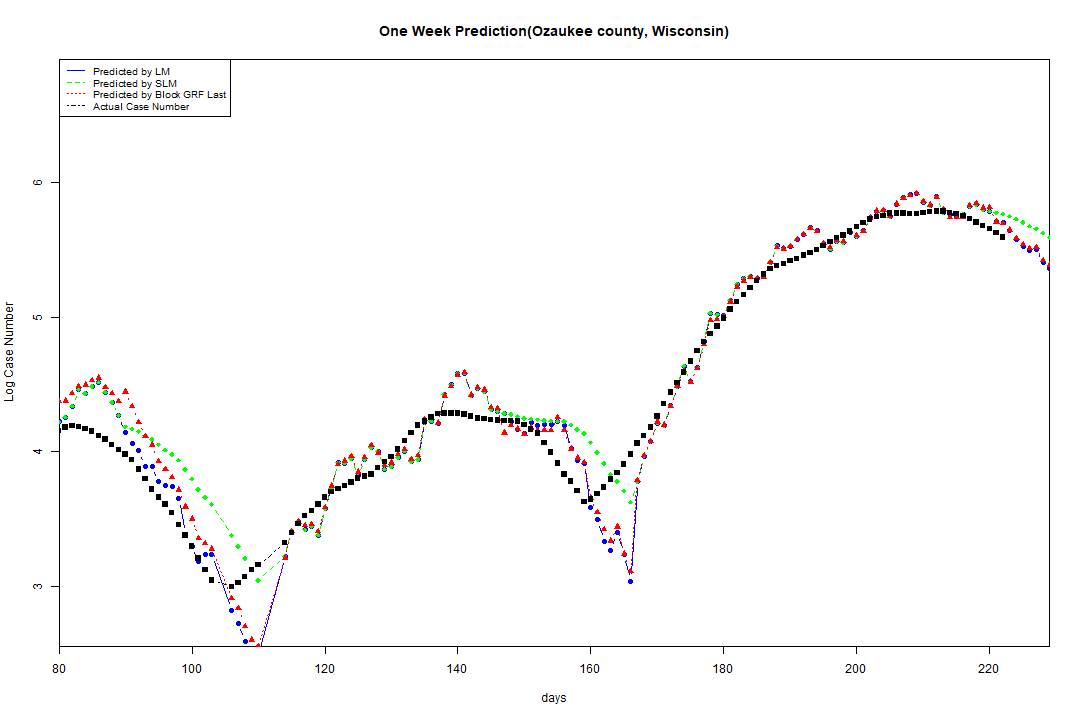 One Week Prediction(Ozaukee county, Wisconsin)
Predicted by LM
Predicted by SLM
Predicted by Block GRF Last
Actual Case Number
Log Case Number
6
5
4
3
80 100 120 140 160 180 200 220
days